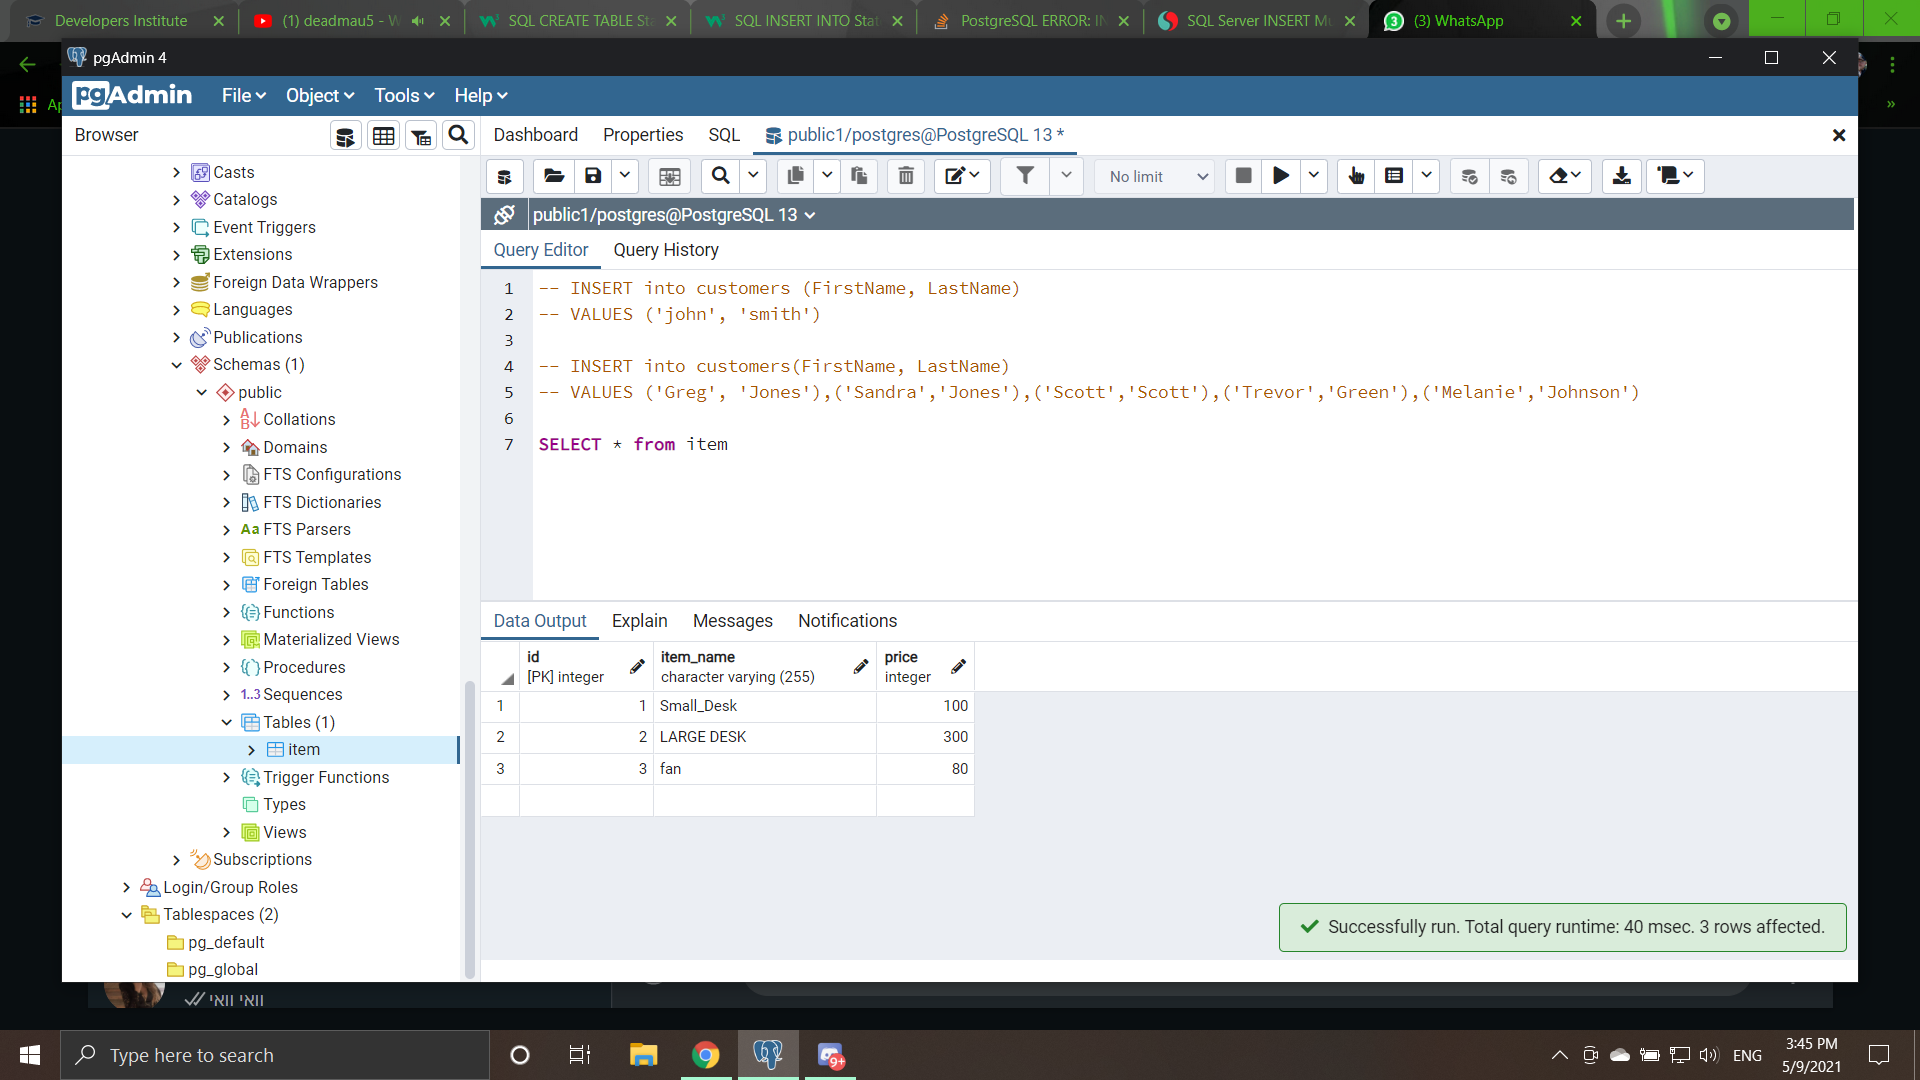 Developers Institute
(1) deadmau5 - W
SQL CREATE TABLE Sta
SQL INSERT INTO Stat
PostgreSQL ERROR: IN
SQL Server INSERT Mu
(3) WhatsApp
pgAdmin 4
pgAdmin File Object Tools Help
Browser
Dashboard Properties SQL public1/postgres@PostgreSQL 13 *
No limit
public1/postgres@PostgreSQL 13
Query Editor Query History
Casts
Catalogs
Event Triggers
Extensions
Foreign Data Wrappers
Languages
Publications
Schemas (1)
public
Collations
Domains
FTS Configurations
FTS Dictionaries
Aa FTS Parsers
FTS Templates
Foreign Tables
Functions
Materialized Views
Procedures
1..3 Sequences
Tables (1)
item
Trigger Functions
Types
Views
Subscriptions
Login/Group Roles
Tablespaces (2)
pg_default
pg_global
1 -- INSERT into customers (FirstName, LastName)
2 -- VALUES ('john', 'smith')
3
4 -- INSERT into customers(FirstName, LastName)
5 -- VALUES ('Greg', 'Jones'),('Sandra','Jones'),('Scott','Scott'),('Trevor','Green'),('Melanie','Johnson')
6
7 SELECT * from item
Data Output Explain Messages Notifications
id item_name price
[PK] integer character varying (255) integer
1 1 Small_Desk 100
2 2 LARGE DESK 300
3 3 fan 80
Successfully run. Total query runtime: 40 msec. 3 rows affected.
וואי וואי
Type here to search
9+
ENG
3:45 PM
5/9/2021